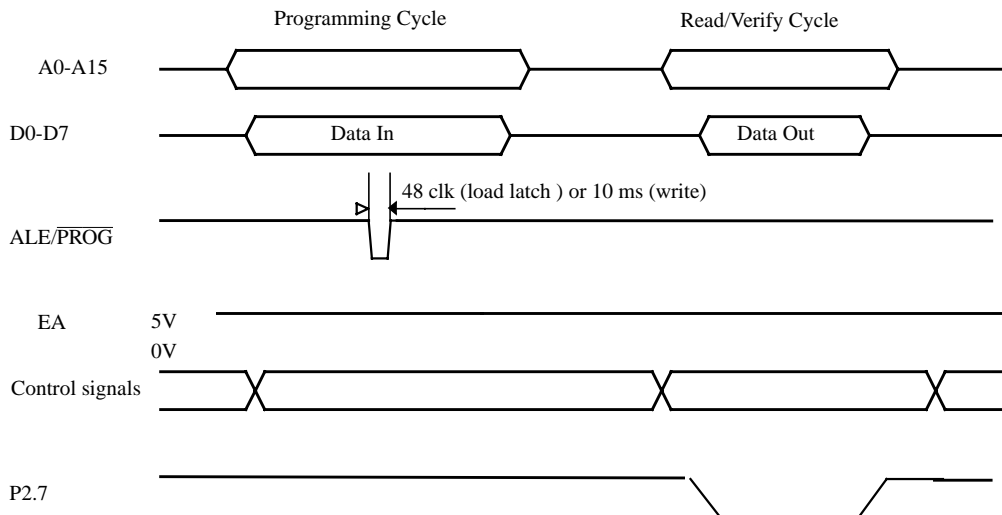 Programming Cycle Read/Verify Cycle
A0-A15
D0-D7 Data In Data Out
48 clk (load latch ) or 10 ms (write)
ALE/PROG
EA 5V
0V
Control signals
P2.7